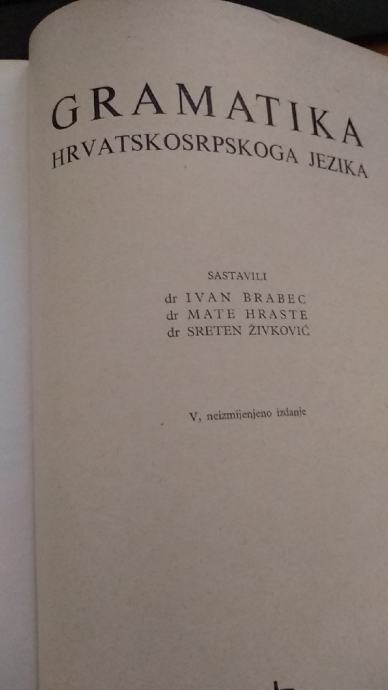 GRAMATIKA
HRVATSKOSRPSKOGA JEZIKA
SASTAVILI
dr IVAN BRABEC
dr MATE HRASTE
dr SRETEN ŽIVKOVIĆ
V, neizmijenjeno izdanje